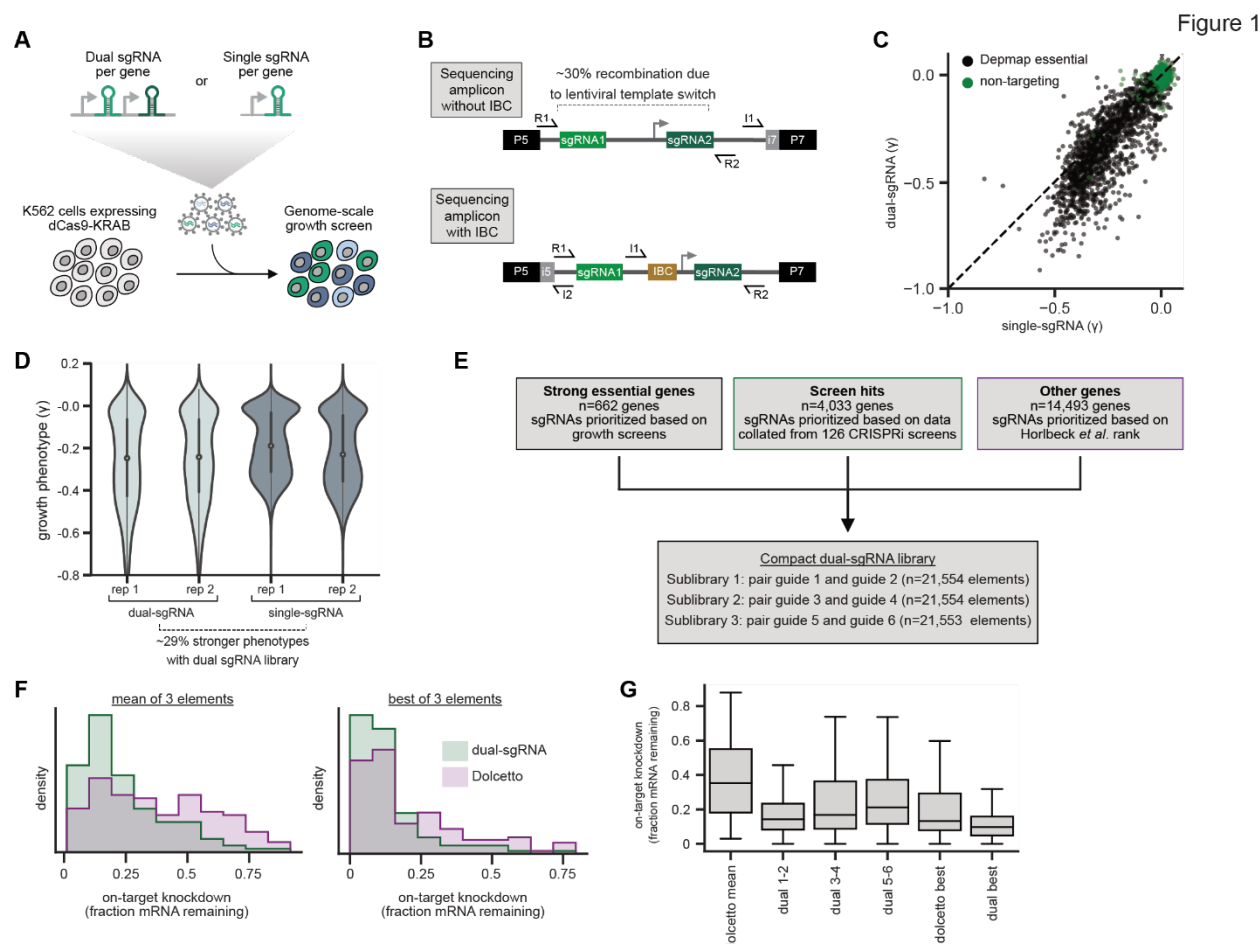 Figure 1
A
Dual sgRNA
per gene
or
Single sgRNA
per gene
K562 cells expressing
dCas9-KRAB
Genome-scale
growth screen
B
Sequencing
amplicon
without IBC
~30% recombination due
to lentiviral template switch
R1
I1
P5
sgRNA1
sgRNA2
i7
P7
R2
Sequencing
amplicon
with IBC
R1
I1
P5
i5
sgRNA1
IBC
sgRNA2
P7
I2
R2
C
Depmap essential
non-targeting
dual-sgRNA (γ)
0.0
−0.5
−1.0
−1.0
−0.5
0.0
single-sgRNA (γ)
D
growth phenotype (γ)
0.2
-0.0
-0.2
-0.4
-0.6
-0.8
rep 1
rep 2
rep 1
rep 2
dual-sgRNA
single-sgRNA
~29% stronger phenotypes
with dual sgRNA library
E
Strong essential genes
n=662 genes
sgRNAs prioritized based on
growth screens
Screen hits
n=4,033 genes
sgRNAs prioritized based on data
collated from 126 CRISPRi screens
Other genes
n=14,493 genes
sgRNAs prioritized based on
Horlbeck et al. rank
Compact dual-sgRNA library
Sublibrary 1: pair guide 1 and guide 2 (n=21,554 elements)
Sublibrary 2: pair guide 3 and guide 4 (n=21,554 elements)
Sublibrary 3: pair guide 5 and guide 6 (n=21,553 elements)
F
mean of 3 elements
density
0
0.25
0.50
0.75
on-target knockdown
(fraction mRNA remaining)
best of 3 elements
dual-sgRNA
Dolcetto
density
0
0.25
0.50
0.75
on-target knockdown
(fraction mRNA remaining)
G
on-target knockdown
(fraction mRNA remaining)
0.8
0.6
0.4
0.2
0
olcetto mean
dual 1-2
dual 3-4
dual 5-6
dolcetto best
dual best